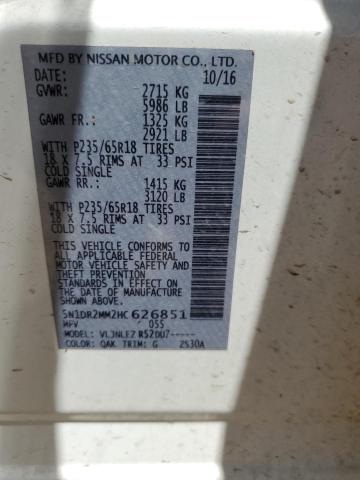 MFD BY NISSAN MOTOR CO., LTD.
DATE: 10/16
GVWR: 2715 KG
5986 LB
GAWR FR.: 1325 KG
2921 LB
WITH P235/65R18 TIRES
18 X 7.5 RIMS AT 33 PSI
COLD SINGLE
GAWR RR.: 1415 KG
3120 LB
WITH P235/65R18 TIRES
18 X 7.5 RIMS AT 33 PSI
COLD SINGLE
THIS VEHICLE CONFORMS TO
ALL APPLICABLE FEDERAL
MOTOR VEHICLE SAFETY
STANDARDS IN EFFECT ON THE
DATE OF MANUFACTURE SHOWN
ABOVE.
5N1DR2MM2HC626851
MPV 055
COLOR: QAK TRIM: G 2530A